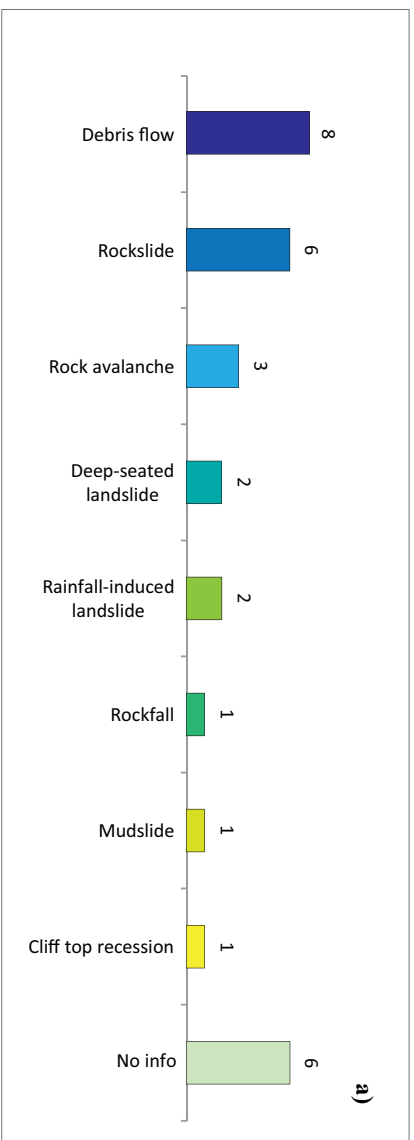 Debris flow
8
Rockslide
6
Rock avalanche
3
Deep-seated
landslide
2
Rainfall-induced
landslide
2
Rockfall
1
Mudslide
1
Cliff top recession
1
No info
6
a)